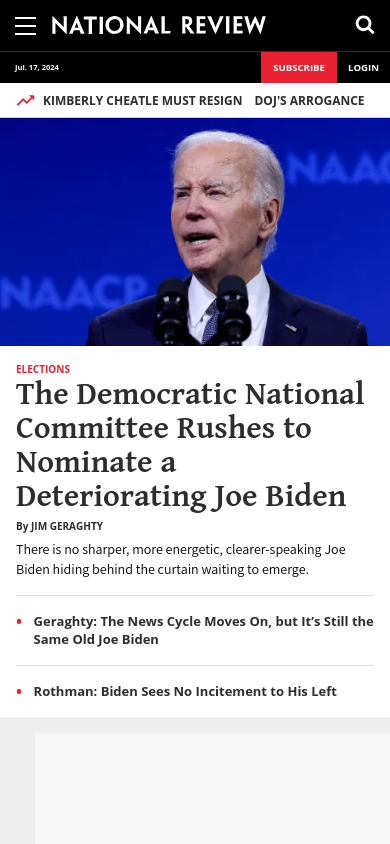 NATIONAL REVIEW
Jul. 17, 2024
SUBSCRIBE
LOGIN
KIMBERLY CHEATLE MUST RESIGN DOJ'S ARROGANCE
NAAC
NAACP
ELECTIONS
The Democratic National
Committee Rushes to
Nominate a
Deteriorating Joe Biden
By JIM GERAGHTY
There is no sharper, more energetic, clearer-speaking Joe
Biden hiding behind the curtain waiting to emerge.
• Geraghty: The News Cycle Moves On, but It’s Still the
Same Old Joe Biden
• Rothman: Biden Sees No Incitement to His Left